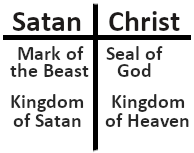 Satan Christ
Mark of Seal of
the Beast God
Kingdom Kingdom
of Satan of Heaven